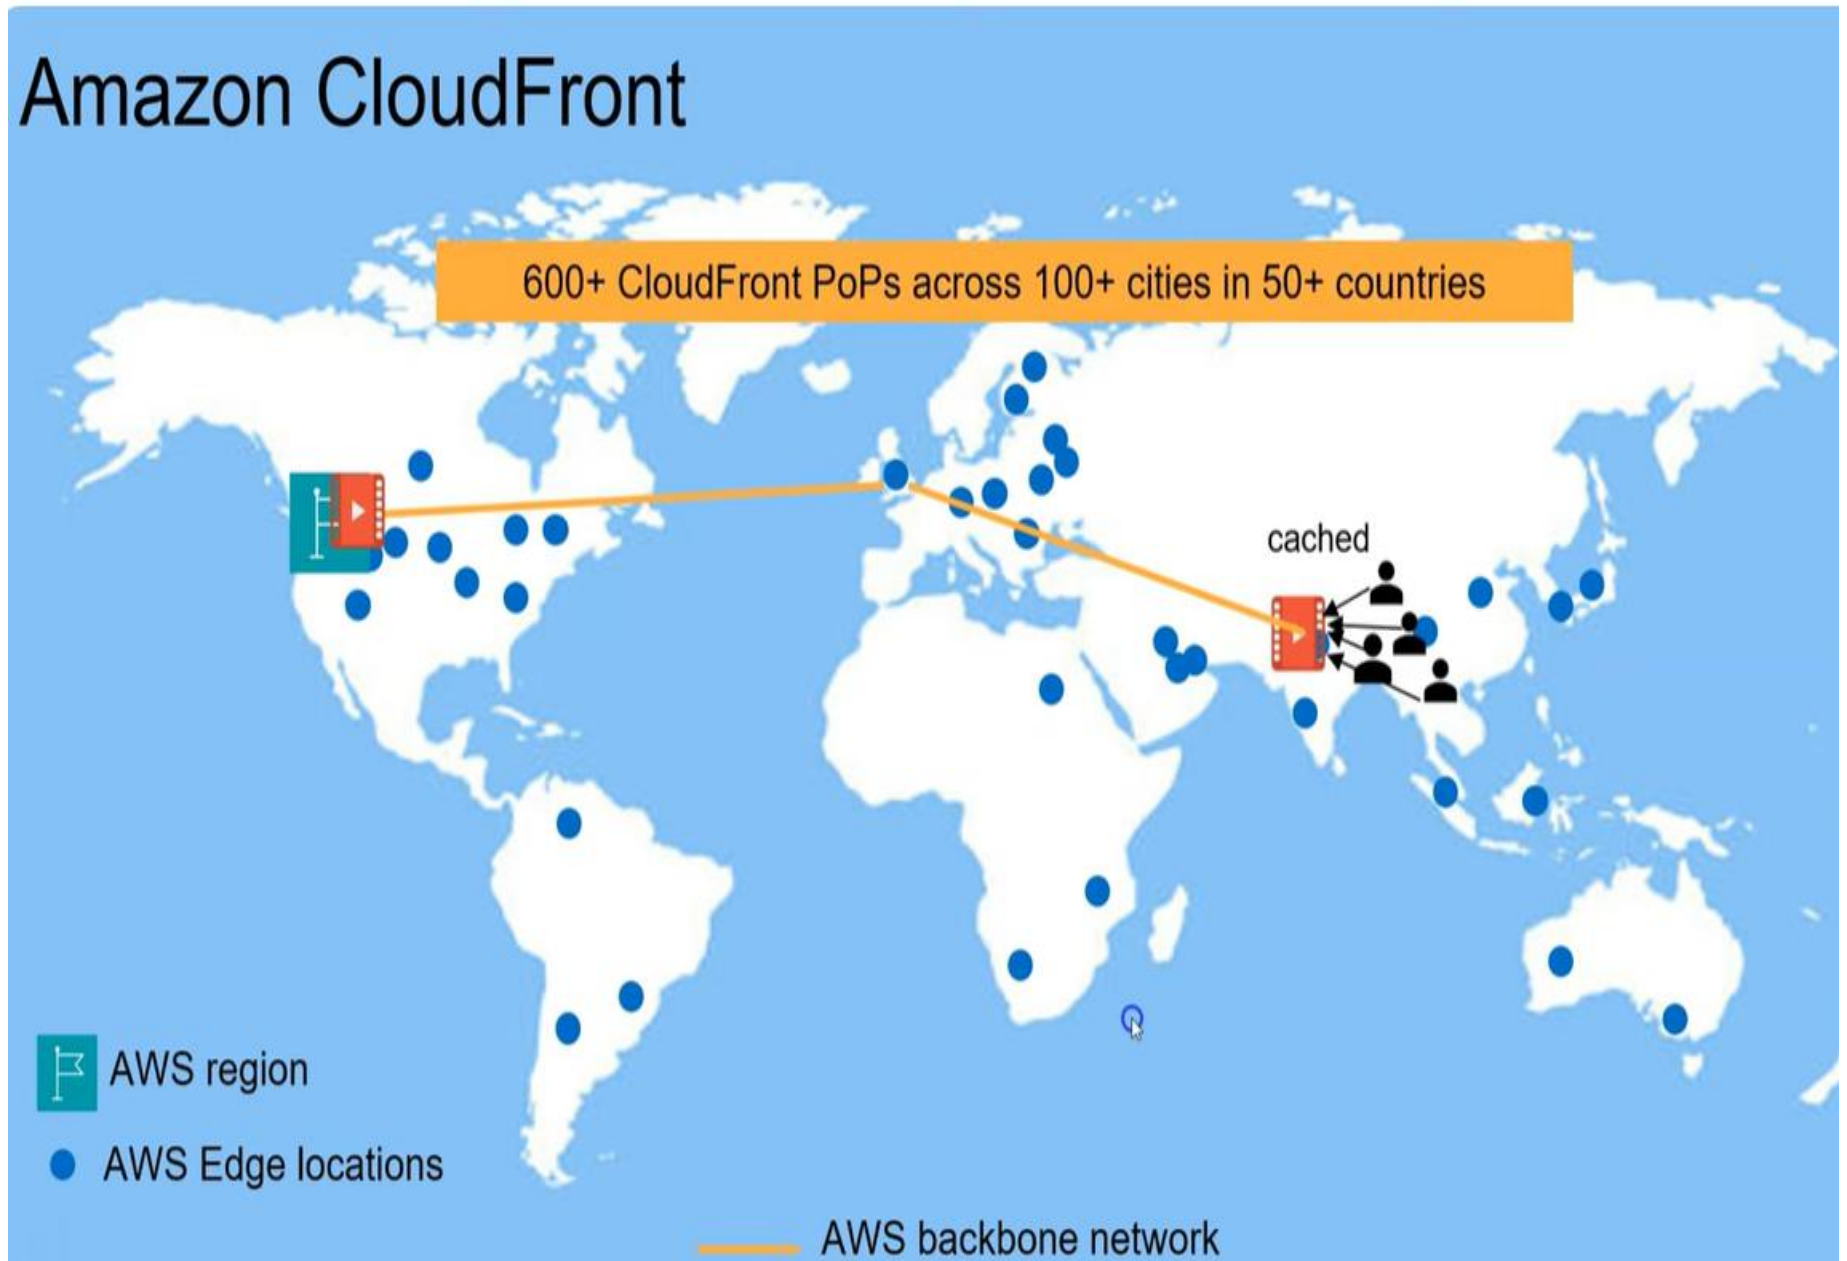 Amazon CloudFront
600+ CloudFront PoPs across 100+ cities in 50+ countries
cached
AWS region
AWS Edge locations
AWS backbone network